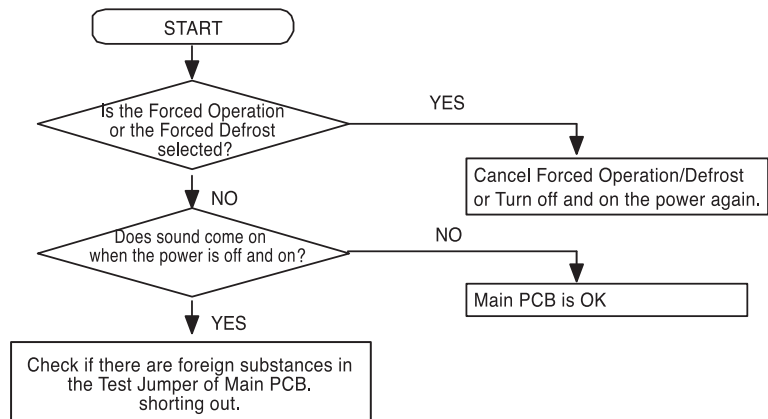 START
Is the Forced Operation
or the Forced Defrost
selected?
YES
Cancel Forced Operation/Defrost
or Turn off and on the power again.
NO
Does sound come on
when the power is off and on?
NO
Main PCB is OK
YES
Check if there are foreign substances in
the Test Jumper of Main PCB.
shorting out.